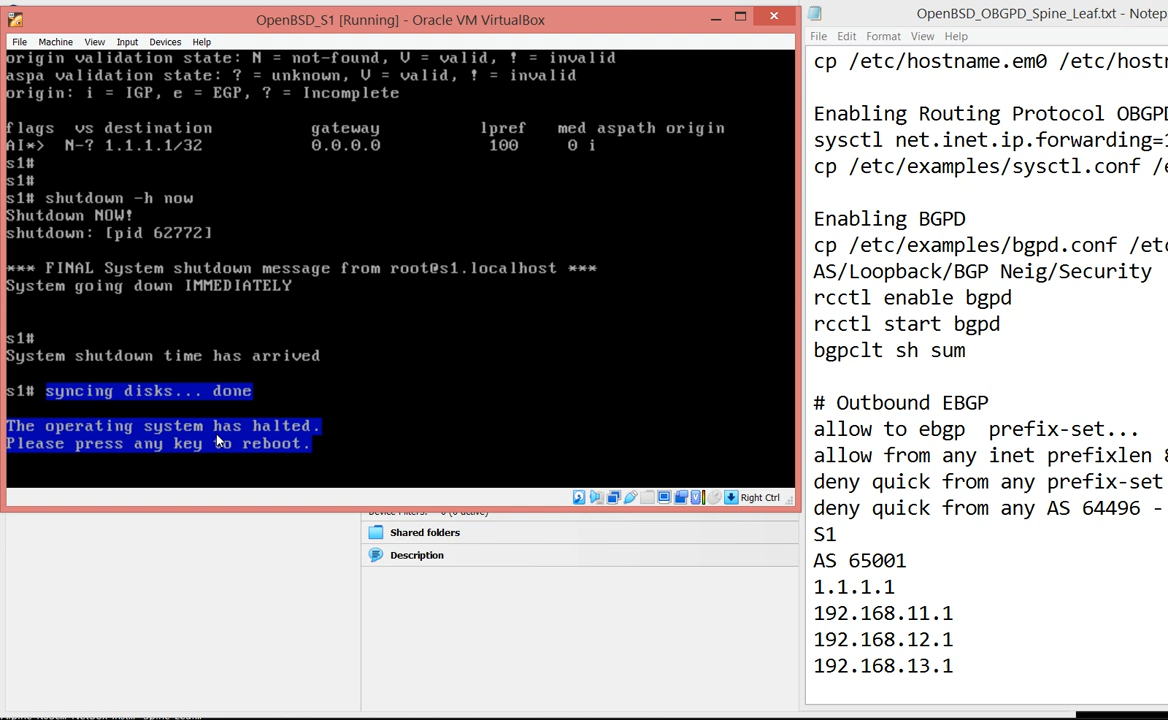 OpenBSD_S1 [Running] - Oracle VM VirtualBox
File Machine View Input Devices Help
origin validation state: N = not-found, V = valid, ! = invalid
aspa validation state: ? = unknown, V = valid, ! = invalid
origin: i = IGP, e = EGP, ? = Incomplete
flags vs destination gateway lpref med aspath origin
AI*> N-? 1.1.1.1/32 0.0.0.0 100 0 i
s1#
s1#
s1# shutdown -h now
Shutdown NOW!
shutdown: [pid 62772]
*** FINAL System shutdown message from root@s1.localhost ***
System going down IMMEDIATELY
s1#
System shutdown time has arrived
s1# syncing disks... done
The operating system has halted.
Please press any key to reboot.
Right Ctrl
Shared folders
Description
OpenBSD_OBGPD_Spine_Leaf.txt - Notep
File Edit Format View Help
cp /etc/hostname.em0 /etc/hostn
Enabling Routing Protocol OBGPD
sysctl net.inet.ip.forwarding=1
cp /etc/examples/sysctl.conf /e
Enabling BGPD
cp /etc/examples/bgpd.conf /etc
AS/Loopback/BGP Neig/Security
rcctl enable bgpd
rcctl start bgpd
bgpclt sh sum
# Outbound EBGP
allow to ebgp prefix-set...
allow from any inet prefixlen 8
deny quick from any prefix-set
deny quick from any AS 64496 -
S1
AS 65001
1.1.1.1
192.168.11.1
192.168.12.1
192.168.13.1